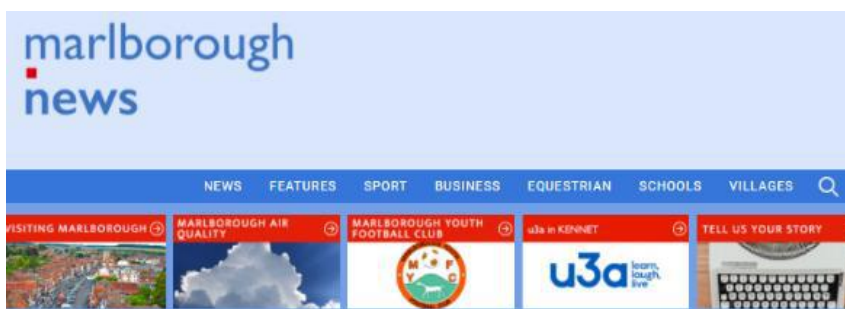 marlborough
news
NEWS FEATURES SPORT BUSINESS EQUESTRIAN SCHOOLS VILLAGES
VISITING MARLBOROUGH
MARLBOROUGH AIR
QUALITY
MARLBOROUGH YOUTH
FOOTBALL CLUB
M Y F C
u3a in KENNET
u3a learn,
laugh,
live
TELL US YOUR STORY